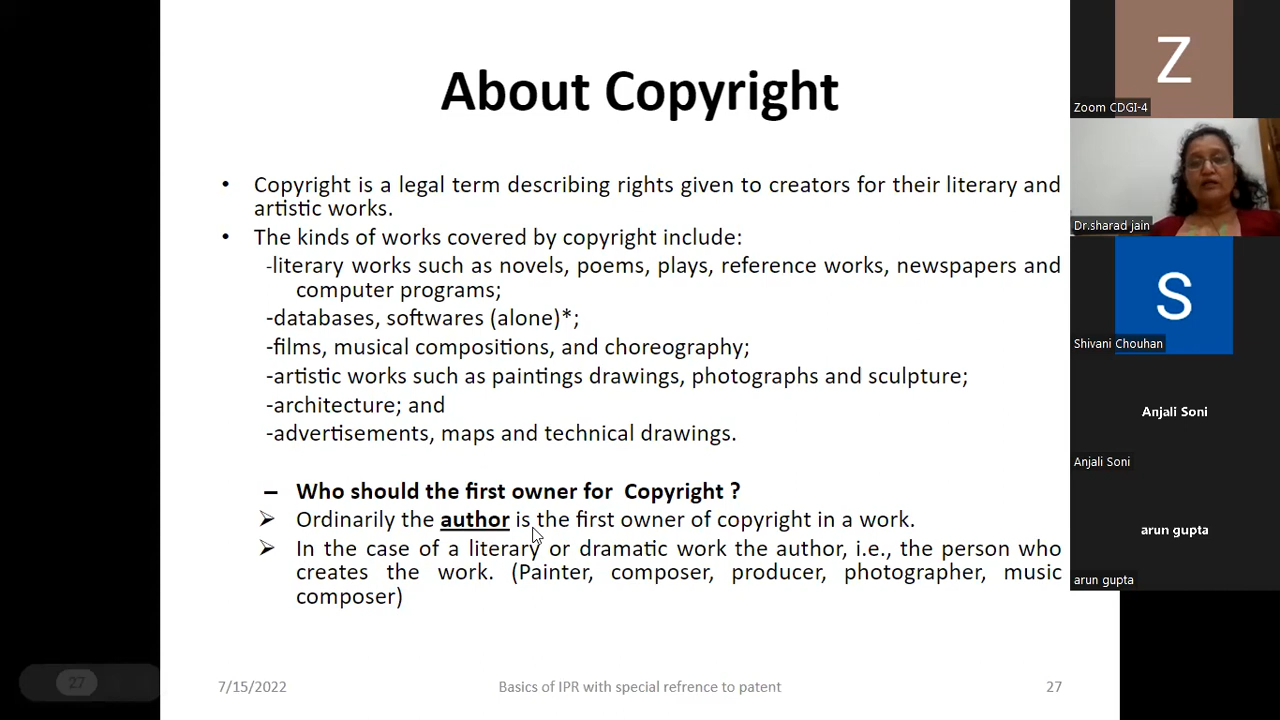 About Copyright
• Copyright is a legal term describing rights given to creators for their literary and
artistic works.
• The kinds of works covered by copyright include:
-literary works such as novels, poems, plays, reference works, newspapers and
computer programs;
-databases, softwares (alone)*;
-films, musical compositions, and choreography;
-artistic works such as paintings drawings, photographs and sculpture;
-architecture; and
-advertisements, maps and technical drawings.
– Who should the first owner for Copyright ?
➢ Ordinarily the author is the first owner of copyright in a work.
➢ In the case of a literary or dramatic work the author, i.e., the person who
creates the work. (Painter, composer, producer, photographer, music
composer)
27
7/15/2022
Basics of IPR with special refrence to patent
27
Z
Zoom CDGI-4
Dr.sharad jain
S
Shivani Chouhan
Anjali Soni
Anjali Soni
arun gupta
arun gupta